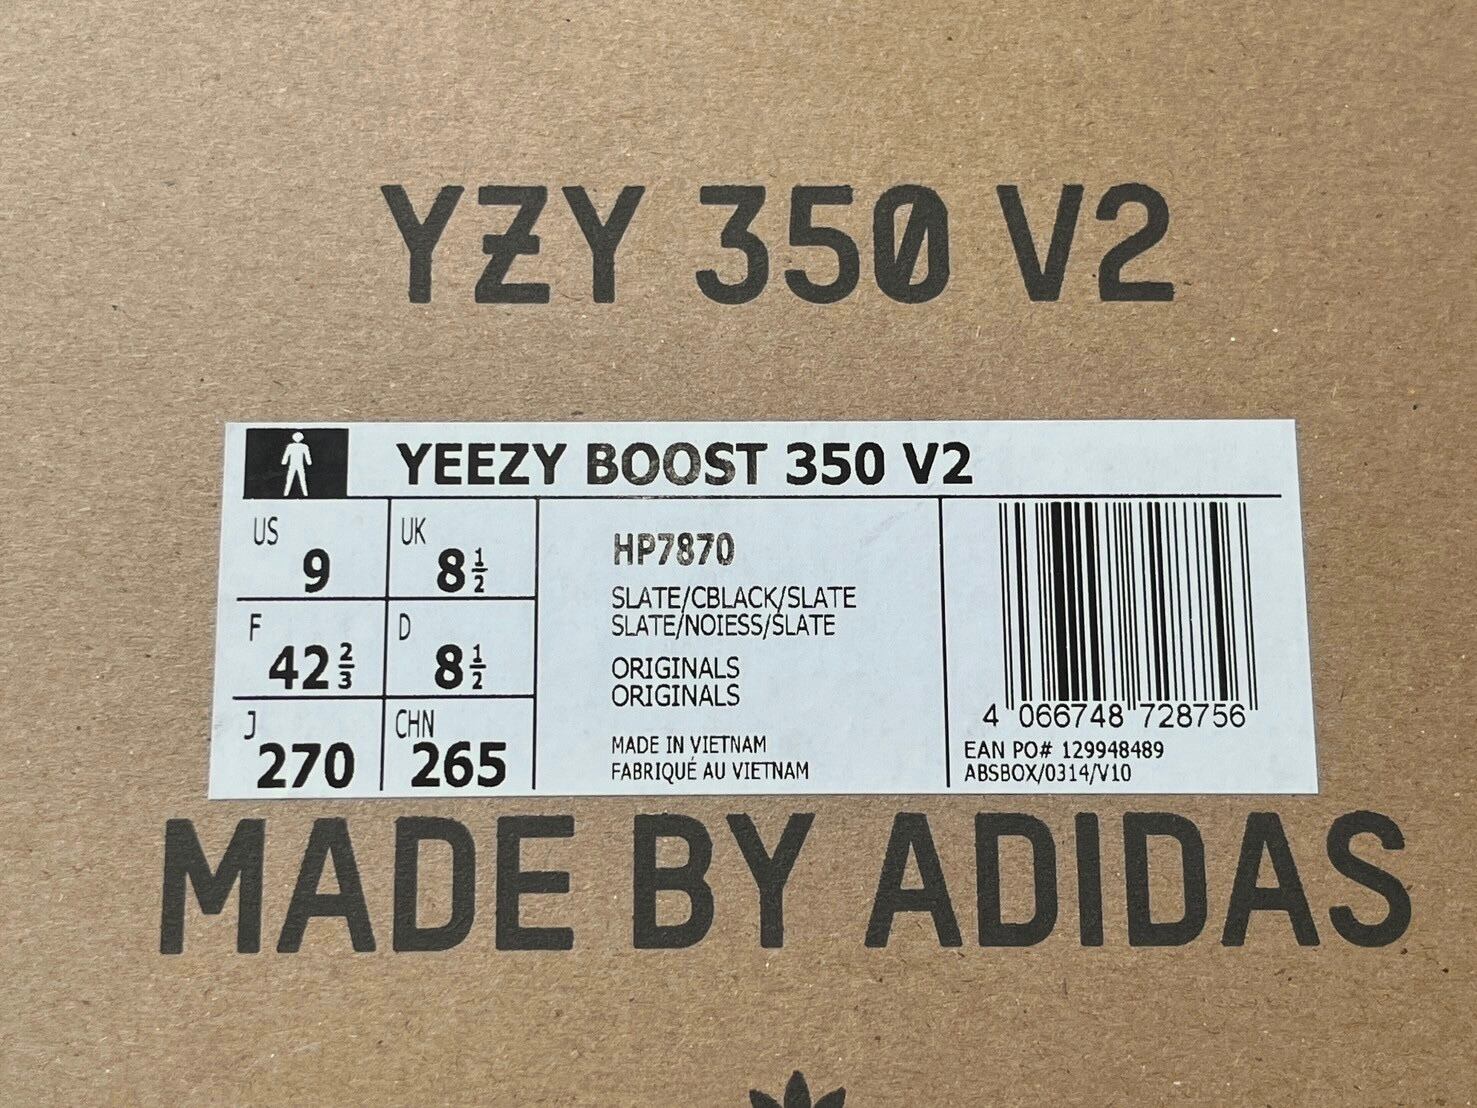 YZY 350 V2
YEEZY BOOST 350 V2
US 9
UK 8 1/2
F 42 2/3
D 8 1/2
J 270
CHN 265
HP7870
SLATE/CBLACK/SLATE
SLATE/NOIESS/SLATE
ORIGINALS
ORIGINALS
MADE IN VIETNAM
FABRIQUÉ AU VIETNAM
4 066748 728756
EAN PO# 129948489
ABSBOX/0314/V10
MADE BY ADIDAS